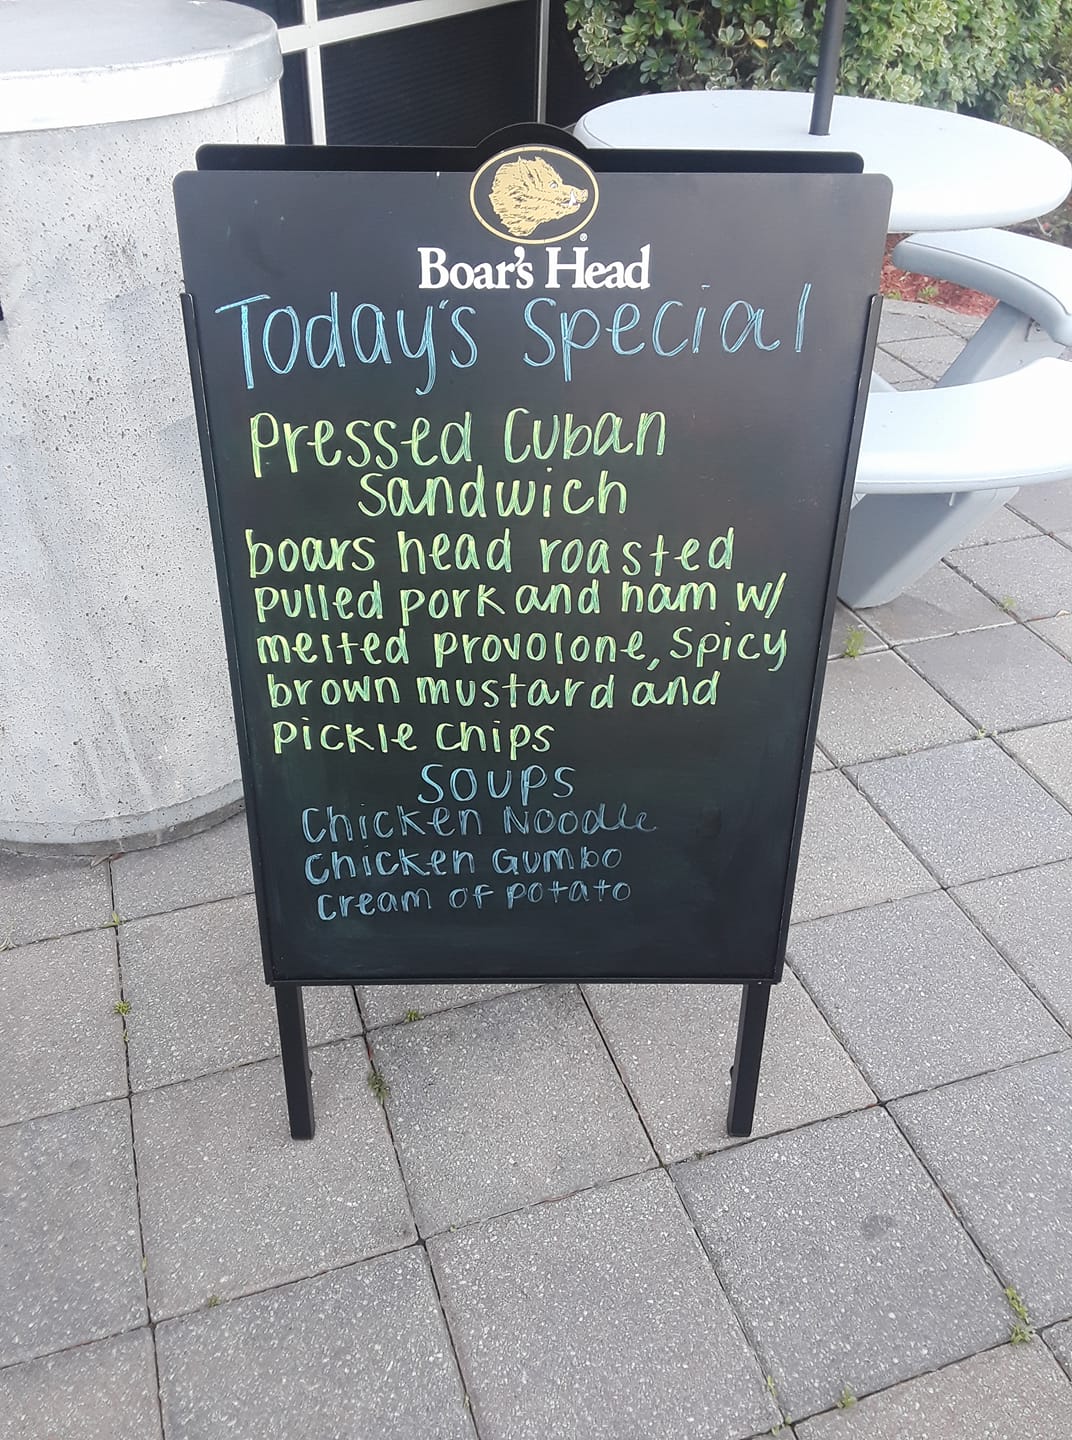 Boar's Head
Today's Special
Pressed Cuban
Sandwich
boars head roasted
pulled pork and ham w/
melted provolone, spicy
brown mustard and
pickle chips
Soups
Chicken Noodle
Chicken Gumbo
Cream of potato